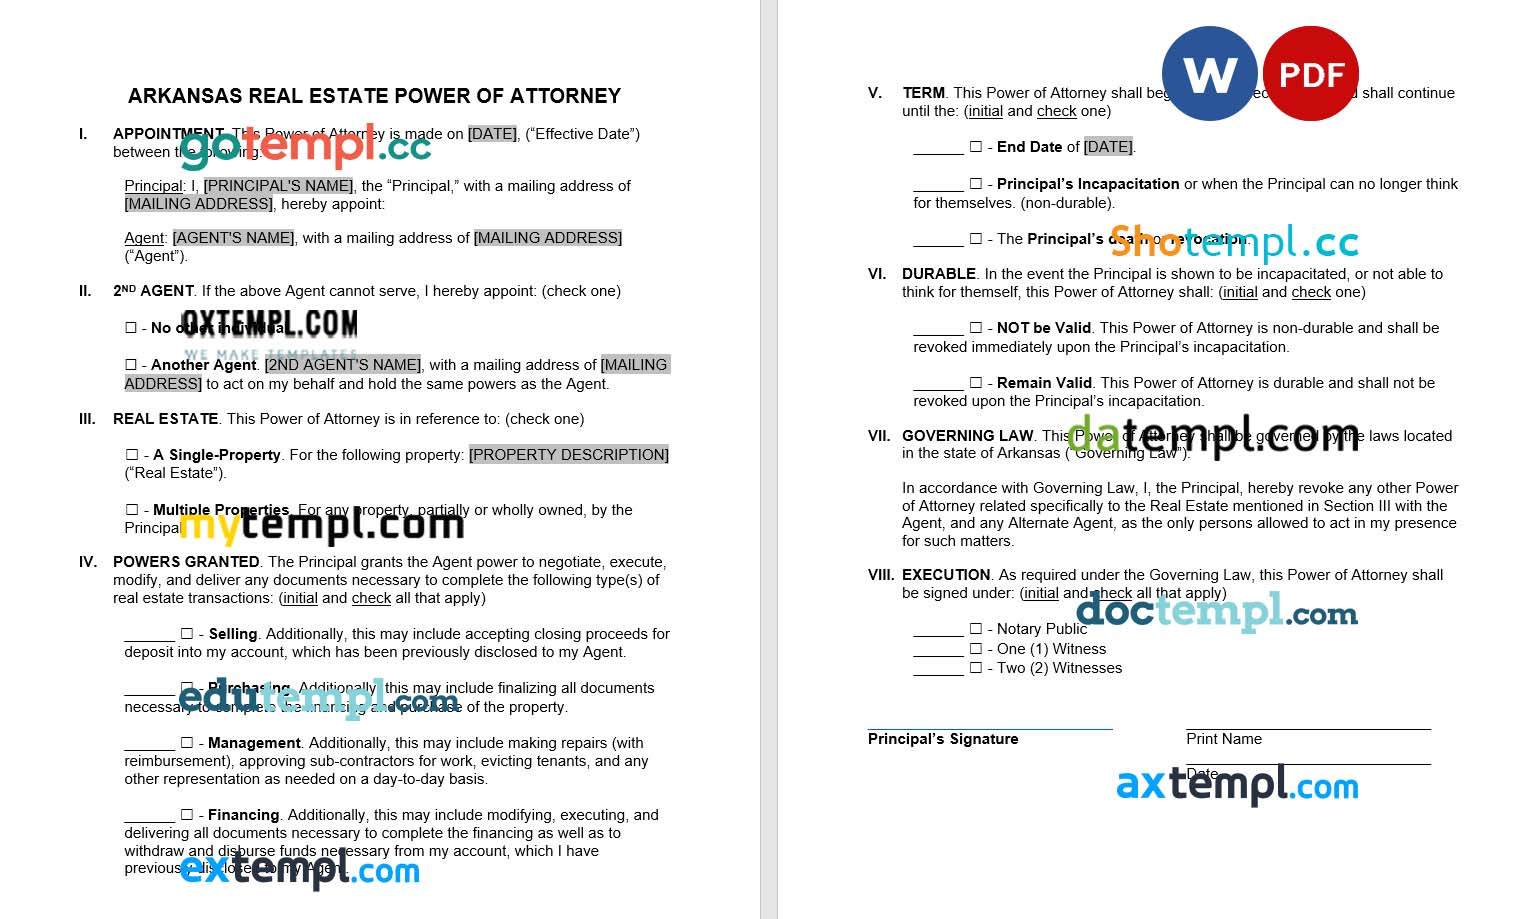 ARKANSAS REAL ESTATE POWER OF ATTORNEY
I. APPOINTMENT. This Power of Attorney is made on [DATE], (“Effective Date”)
between the following:
gotempl.cc
Principal: I, [PRINCIPAL'S NAME], the “Principal,” with a mailing address of
[MAILING ADDRESS], hereby appoint:
Agent: [AGENT'S NAME], with a mailing address of [MAILING ADDRESS]
(“Agent”).
II. 2ND AGENT. If the above Agent cannot serve, I hereby appoint: (check one)
☐ - No other individual.
OXTEMPL.COM
WE MAKE TEMPLATES
☐ - Another Agent. [2ND AGENT'S NAME], with a mailing address of [MAILING
ADDRESS] to act on my behalf and hold the same powers as the Agent.
III. REAL ESTATE. This Power of Attorney is in reference to: (check one)
☐ - A Single-Property. For the following property: [PROPERTY DESCRIPTION]
(“Real Estate”).
☐ - Multiple Properties. For any property, partially or wholly owned, by the
Principal
mytempl.com
IV. POWERS GRANTED. The Principal grants the Agent power to negotiate, execute,
modify, and deliver any documents necessary to complete the following type(s) of
real estate transactions: (initial and check all that apply)
______ ☐ - Selling. Additionally, this may include accepting closing proceeds for
deposit into my account, which has been previously disclosed to my Agent.
______ ☐ - Purchasing. Additionally, this may include finalizing all documents
necessary to complete the financing and purchase of the property.
edutempl.com
______ ☐ - Management. Additionally, this may include making repairs (with
reimbursement), approving sub-contractors for work, evicting tenants, and any
other representation as needed on a day-to-day basis.
______ ☐ - Financing. Additionally, this may include modifying, executing, and
delivering all documents necessary to complete the financing as well as to
withdraw and disburse funds necessary from my account, which I have
previously disclosed to my Agent.
extempl.com
W PDF
V. TERM. This Power of Attorney shall shall continue
until the: (initial and check one)
______ ☐ - End Date of [DATE].
______ ☐ - Principal’s Incapacitation or when the Principal can no longer think
for themselves. (non-durable).
______ ☐ - The Principal’s death or revocation.
Shotempl.cc
VI. DURABLE. In the event the Principal is shown to be incapacitated, or not able to
think for themself, this Power of Attorney shall: (initial and check one)
______ ☐ - NOT be Valid. This Power of Attorney is non-durable and shall be
revoked immediately upon the Principal’s incapacitation.
______ ☐ - Remain Valid. This Power of Attorney is durable and shall not be
revoked upon the Principal’s incapacitation.
VII. GOVERNING LAW. This Power of Attorney shall be governed by the laws located
in the state of Arkansas (“Governing Law”).
datempl.com
In accordance with Governing Law, I, the Principal, hereby revoke any other Power
of Attorney related specifically to the Real Estate mentioned in Section III with the
Agent, and any Alternate Agent, as the only persons allowed to act in my presence
for such matters.
VIII. EXECUTION. As required under the Governing Law, this Power of Attorney shall
be signed under: (initial and check all that apply)
doctempl.com
______ ☐ - Notary Public
______ ☐ - One (1) Witness
______ ☐ - Two (2) Witnesses
Principal’s Signature Print Name
Date
axtempl.com